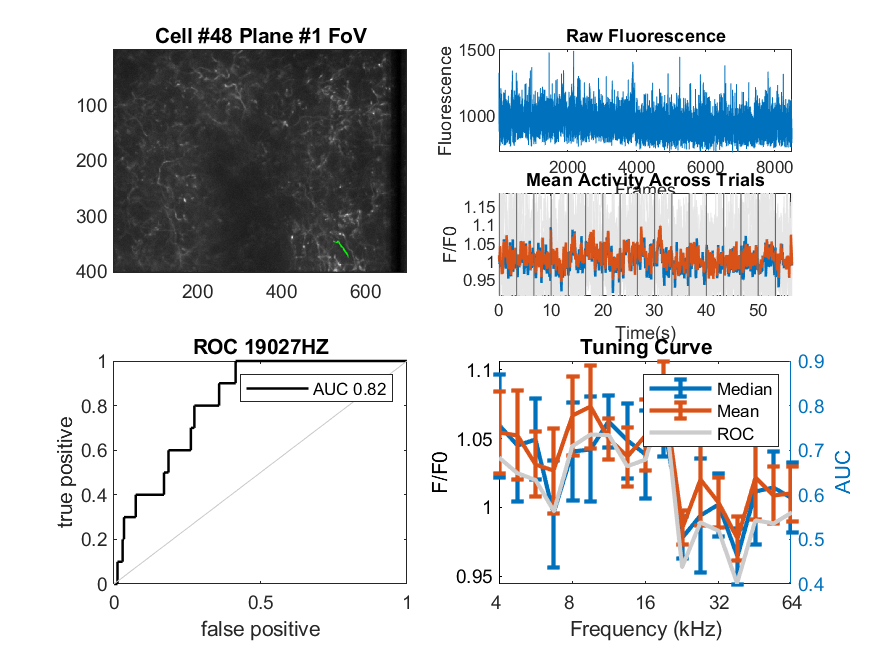 Cell #48 Plane #1 FoV
100
200
300
400
200
400
600
Raw Fluorescence
Fluorescence
1500
1000
2000
4000
6000
8000
Frames
Mean Activity Across Trials
F/F0
1.15
1.1
1.05
1
0.95
0
10
20
30
40
50
Time(s)
ROC 19027HZ
true positive
1
0.8
0.6
0.4
0.2
0
AUC 0.82
0
0.5
1
false positive
Tuning Curve
F/F0
1.1
1.05
1
0.95
Median
Mean
ROC
0.9
0.8
0.7
0.6
0.5
0.4
AUC
4
8
16
32
64
Frequency (kHz)